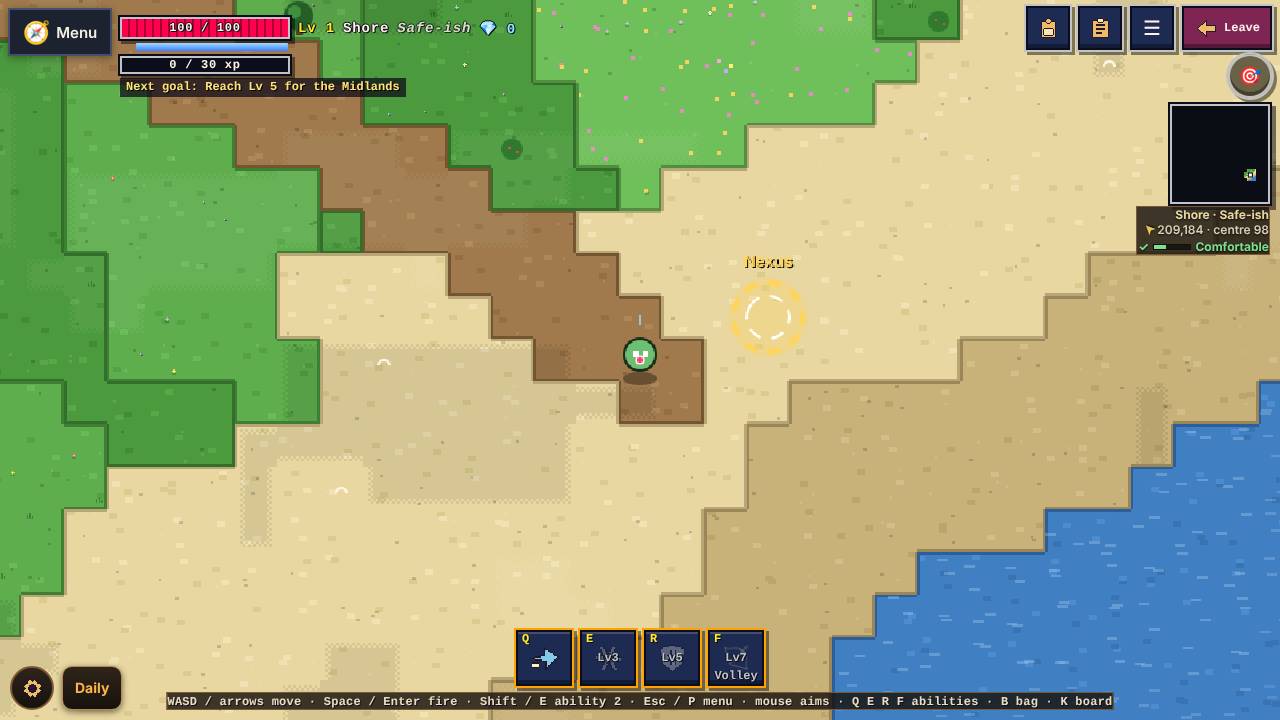 Menu
100 / 100
Lv 1 Shore Safe-ish 0
0 / 30 xp
Next goal: Reach Lv 5 for the Midlands
Leave
Shore · Safe-ish
209,184 · centre 98
Comfortable
Nexus
Q
E
R
F
Lv3
Lv5
Lv7
Volley
Daily
WASD / arrows move · Space / Enter fire · Shift / E ability 2 · Esc / P menu · mouse aims · Q E R F abilities · B bag · K board